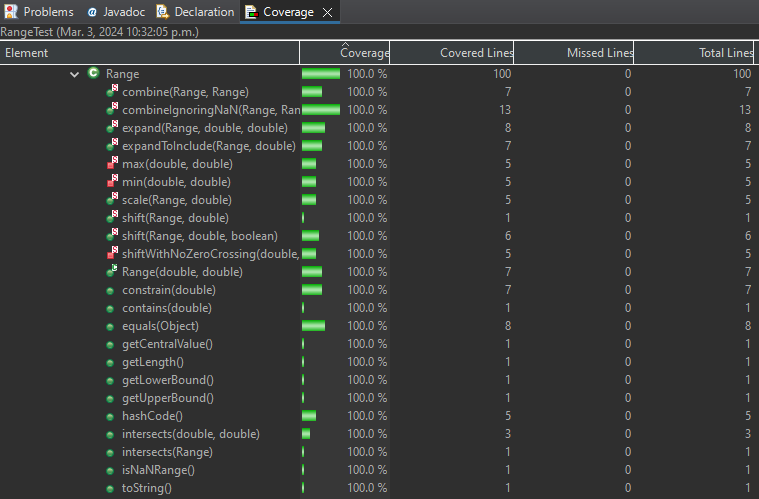 Problems @ Javadoc Declaration Coverage
RangeTest (Mar. 3, 2024 10:32:05 p.m.)
Element Coverage Covered Lines Missed Lines Total Lines
Range 100.0 % 100 0 100
combine(Range, Range) 100.0 % 7 0 7
combineIgnoringNaN(Range, Ran 100.0 % 13 0 13
expand(Range, double, double) 100.0 % 8 0 8
expandToInclude(Range, double) 100.0 % 7 0 7
max(double, double) 100.0 % 5 0 5
min(double, double) 100.0 % 5 0 5
scale(Range, double) 100.0 % 5 0 5
shift(Range, double) 100.0 % 1 0 1
shift(Range, double, boolean) 100.0 % 6 0 6
shiftWithNoZeroCrossing(double, 100.0 % 5 0 5
Range(double, double) 100.0 % 7 0 7
constrain(double) 100.0 % 7 0 7
contains(double) 100.0 % 1 0 1
equals(Object) 100.0 % 8 0 8
getCentralValue() 100.0 % 1 0 1
getLength() 100.0 % 1 0 1
getLowerBound() 100.0 % 1 0 1
getUpperBound() 100.0 % 1 0 1
hashCode() 100.0 % 5 0 5
intersects(double, double) 100.0 % 3 0 3
intersects(Range) 100.0 % 1 0 1
isNaNRange() 100.0 % 1 0 1
toString() 100.0 % 1 0 1